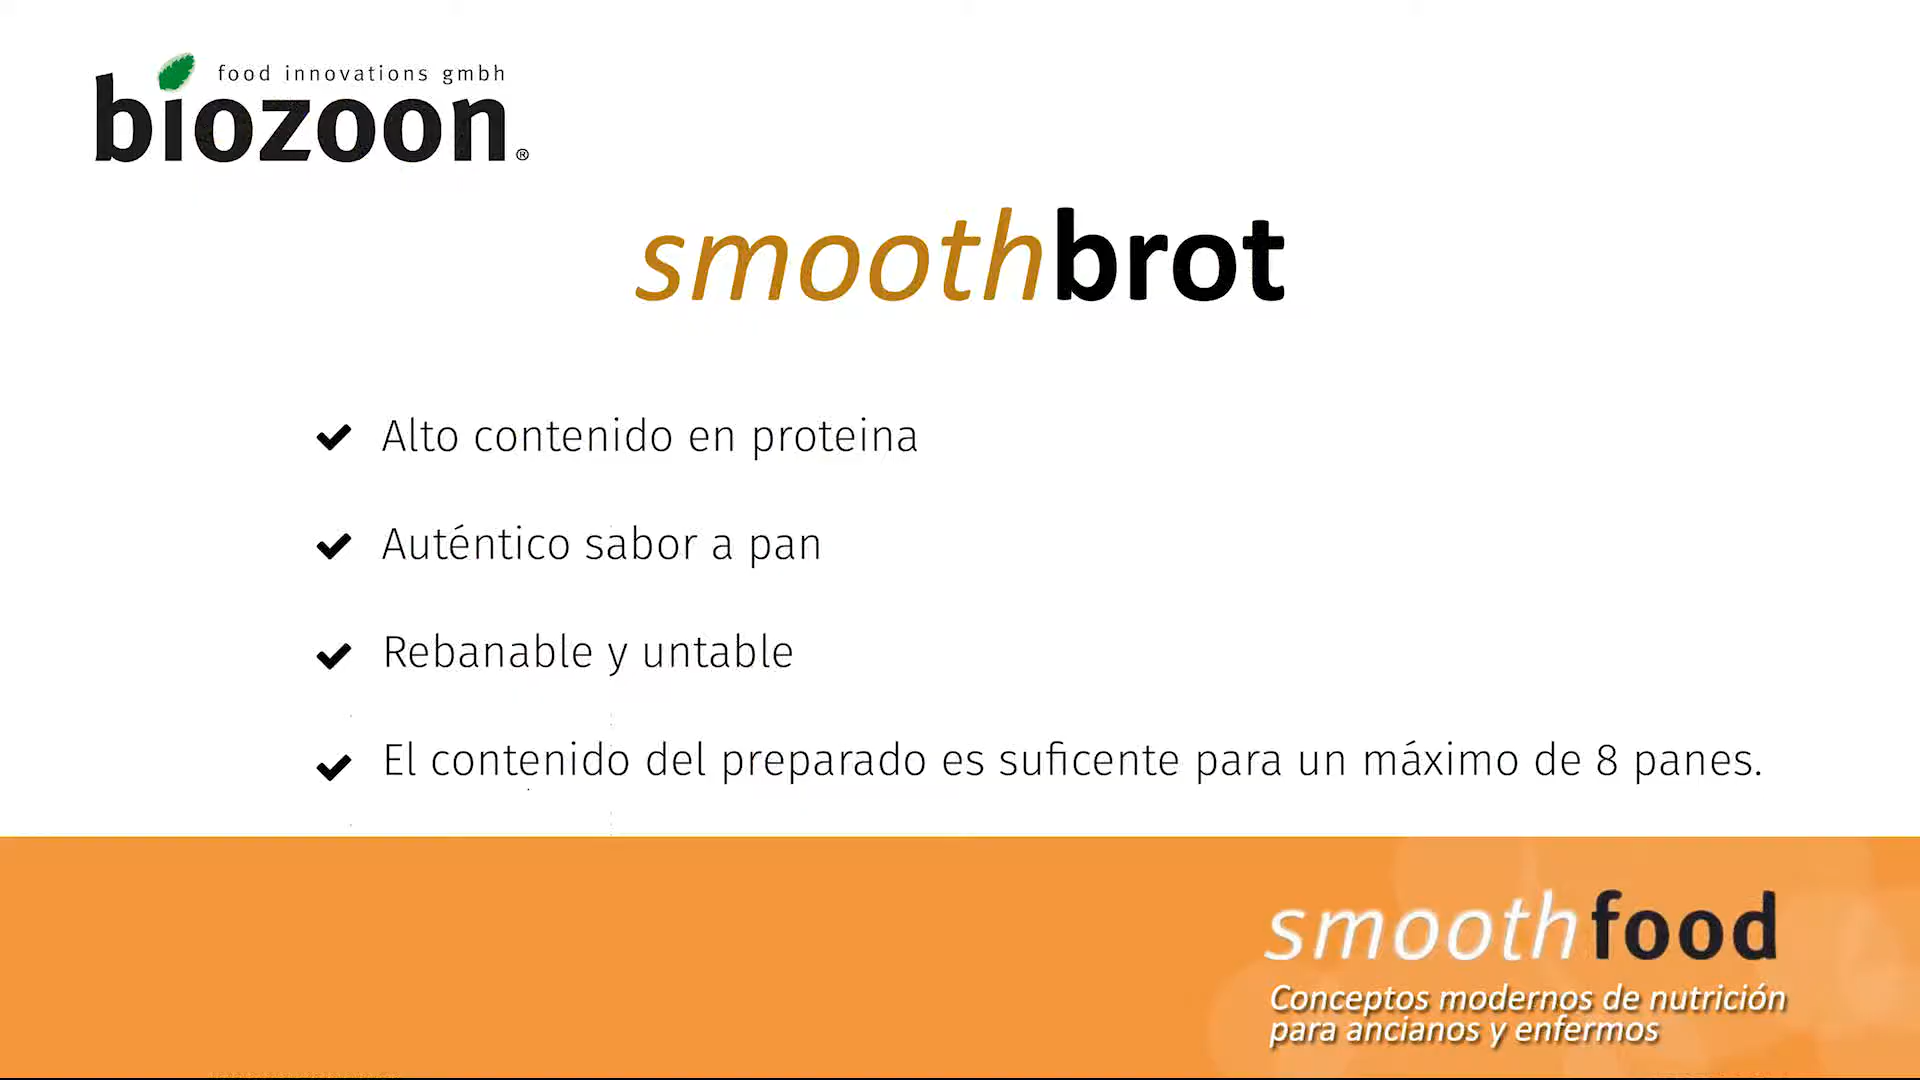 food innovations gmbh
biozoon®
smoothbrot
✔ Alto contenido en proteina
✔ Auténtico sabor a pan
✔ Rebanable y untable
✔ El contenido del preparado es suficente para un máximo de 8 panes.
smoothfood
Conceptos modernos de nutrición
para ancianos y enfermos